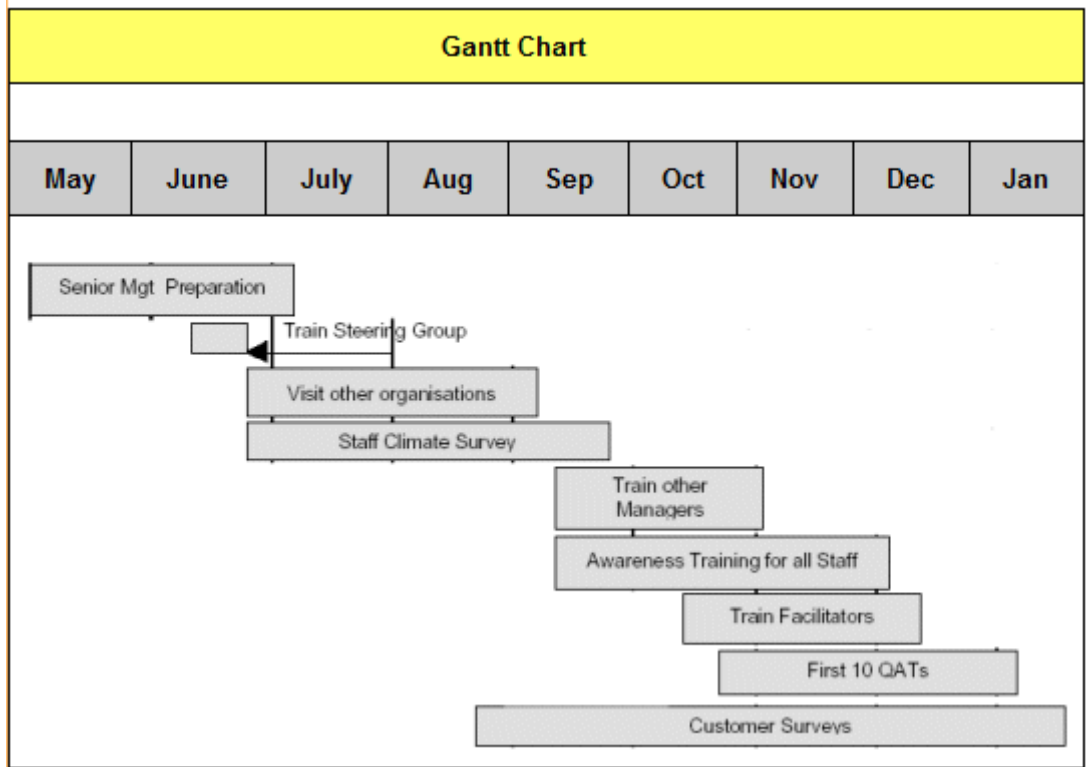 Gantt Chart
May June July Aug Sep Oct Nov Dec Jan
Senior Mgt Preparation
Train Steering Group
Visit other organisations
Staff Climate Survey
Train other
Managers
Awareness Training for all Staff
Train Facilitators
First 10 QATs
Customer Surveys